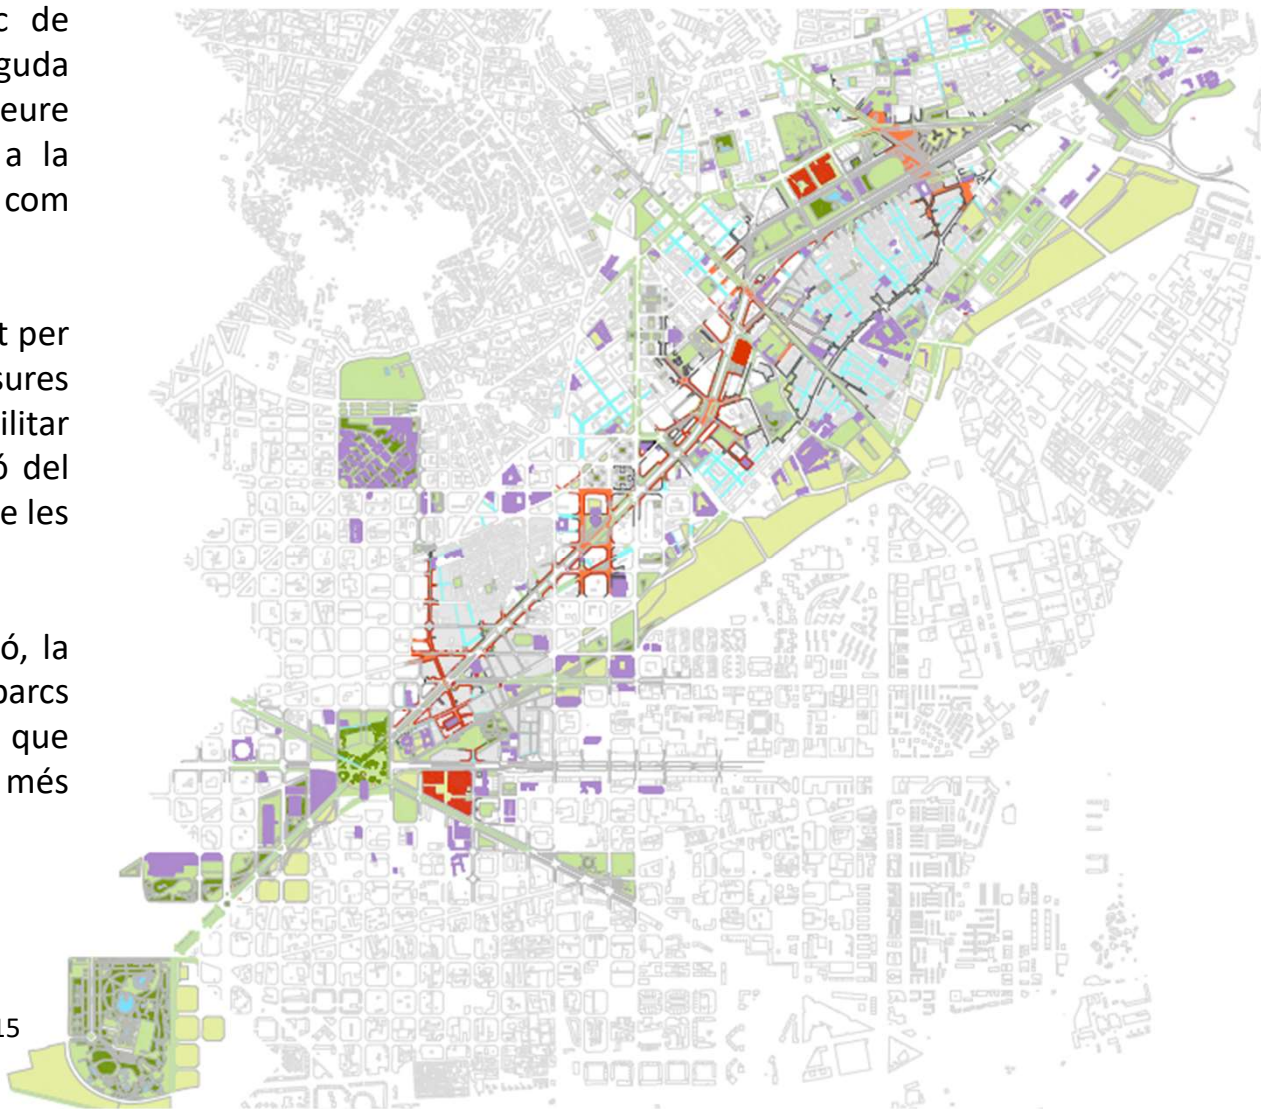 c de
guda
eure
a la
com
t per
sures
ilitar
ó del
e les
ó, la
parcs
que
més
15